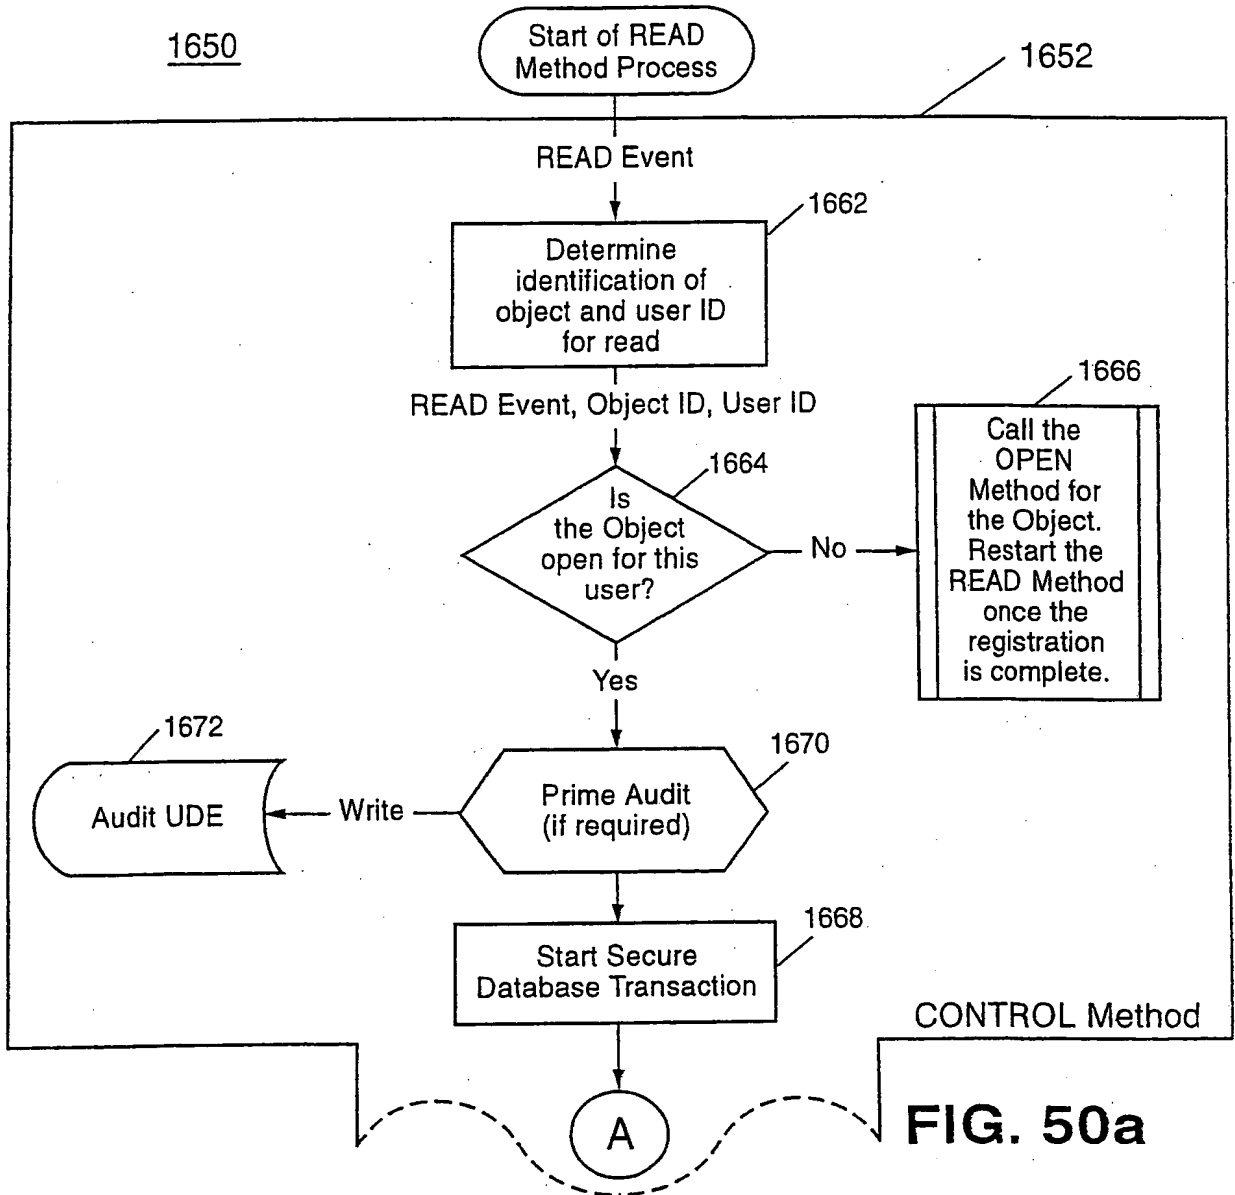 1650
Start of READ
Method Process
1652
READ Event
1662
Determine
identification of
object and user ID
for read
READ Event, Object ID, User ID
1666
Call the
OPEN
Method for
the Object.
Restart the
READ Method
once the
registration
is complete.
1664
Is
the Object
open for this
user?
No
Yes
1672
Audit UDE
Write
1670
Prime Audit
(if required)
1668
Start Secure
Database Transaction
CONTROL Method
A
FIG. 50a